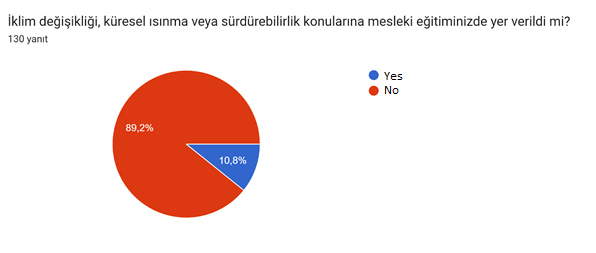 İklim değişikliği, küresel ısınma veya sürdürebilirlik konularına mesleki eğitiminizde yer verildi mi?
130 yanıt
Yes
No
89,2%
10,8%